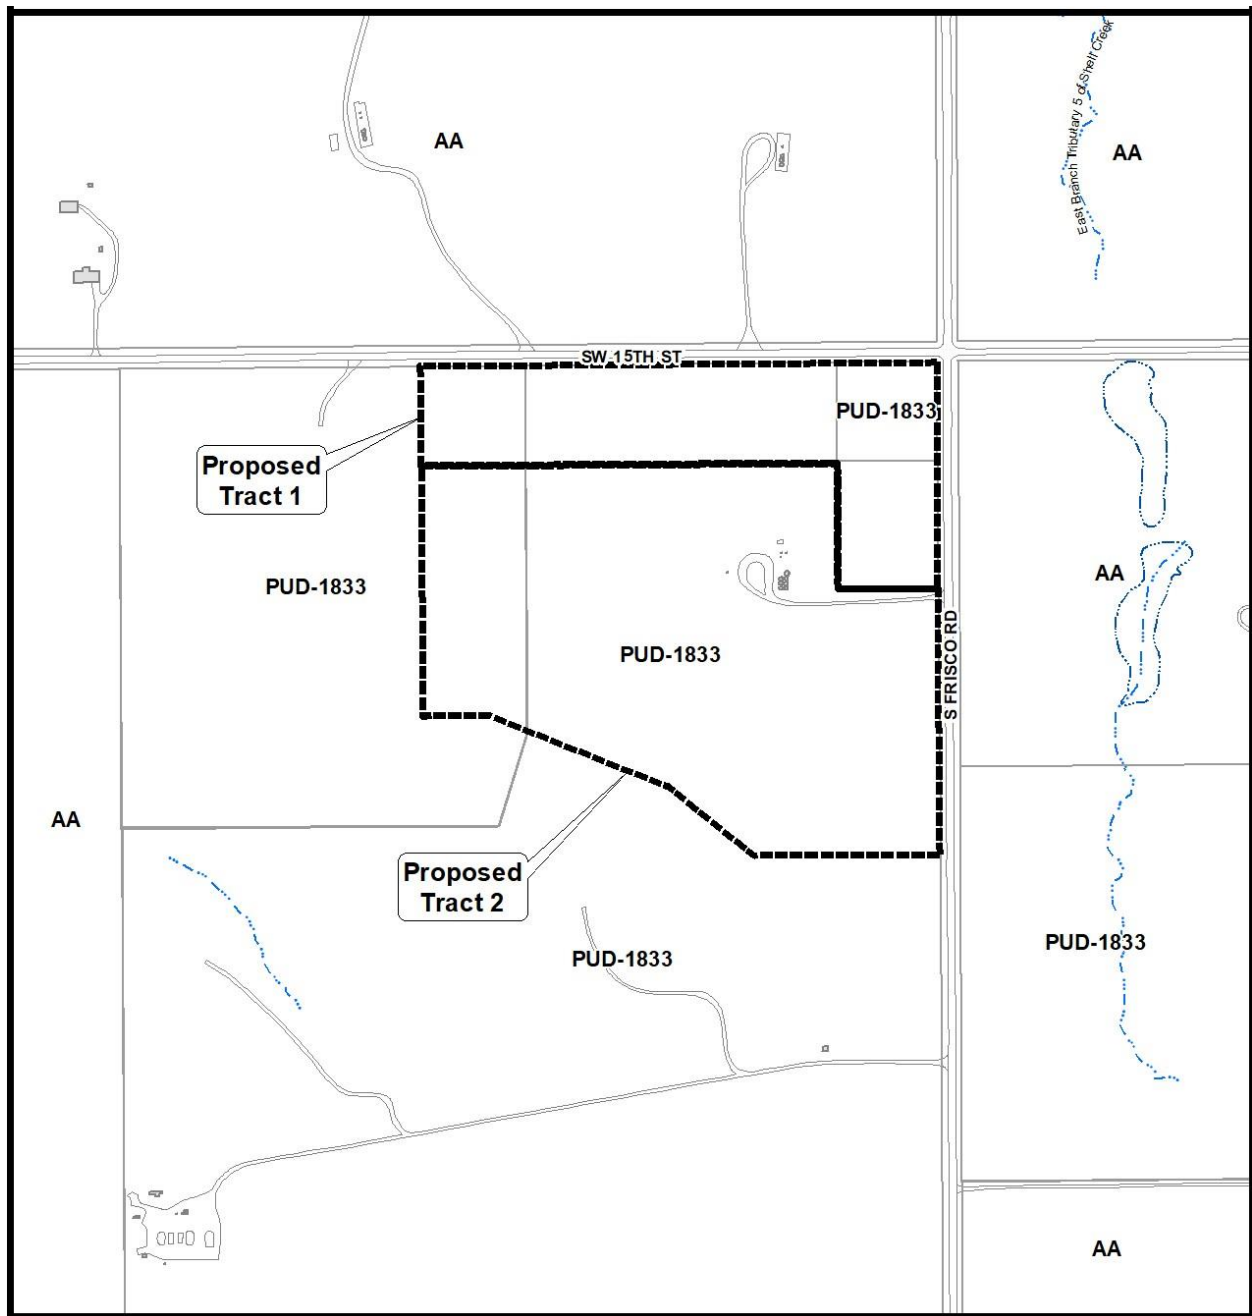 AA
East Branch Tributary 5 of Shell Creek
AA
SW 15TH ST
PUD-1833
Proposed
Tract 1
PUD-1833
AA
PUD-1833
S FRISCO RD
AA
Proposed
Tract 2
PUD-1833
PUD-1833
AA